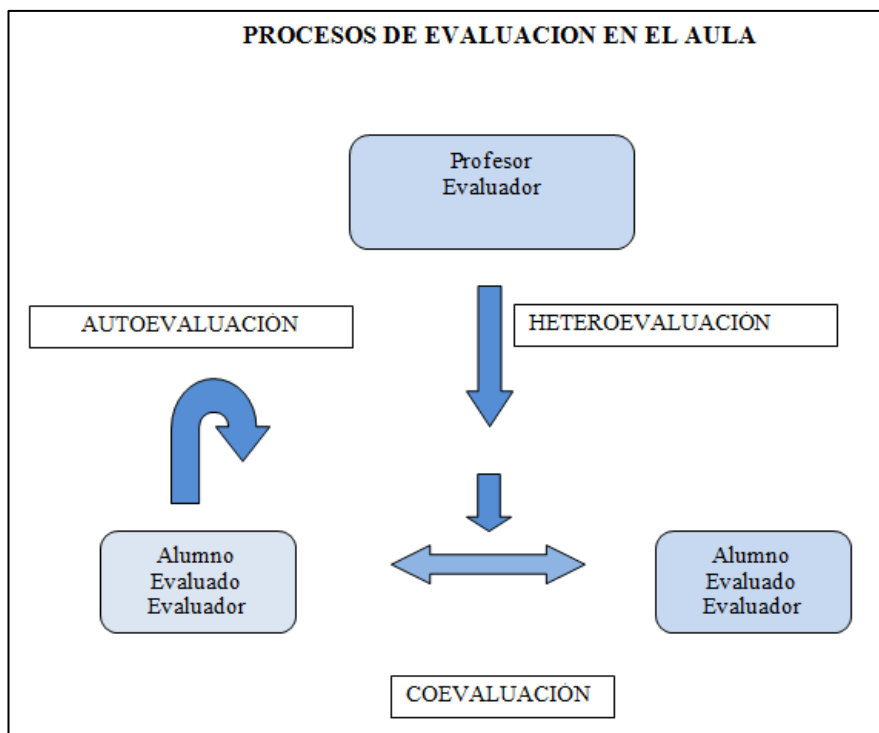 PROCESOS DE EVALUACION EN EL AULA
Profesor
Evaluador
AUTOEVALUACIÓN
HETEROEVALUACIÓN
Alumno
Evaluado
Evaluador
Alumno
Evaluado
Evaluador
COEVALUACIÓN